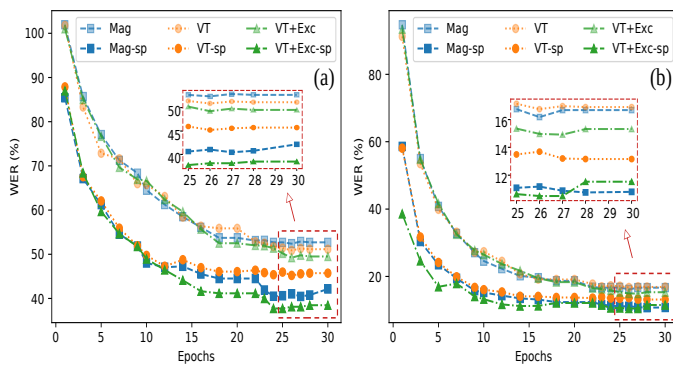 Mag VT VT+Exc
Mag-sp VT-sp VT+Exc-sp
(a)
WER (%)
100
90
80
70
60
50
40
50
45
40
25 26 27 28 30
0 5 10 15 20 25 30
Epochs
Mag VT VT+Exc
Mag-sp VT-sp VT+Exc-sp
(b)
WER (%)
80
60
40
20
16
14
12
25 26 27 28 30
0 5 10 15 20 25 30
Epochs